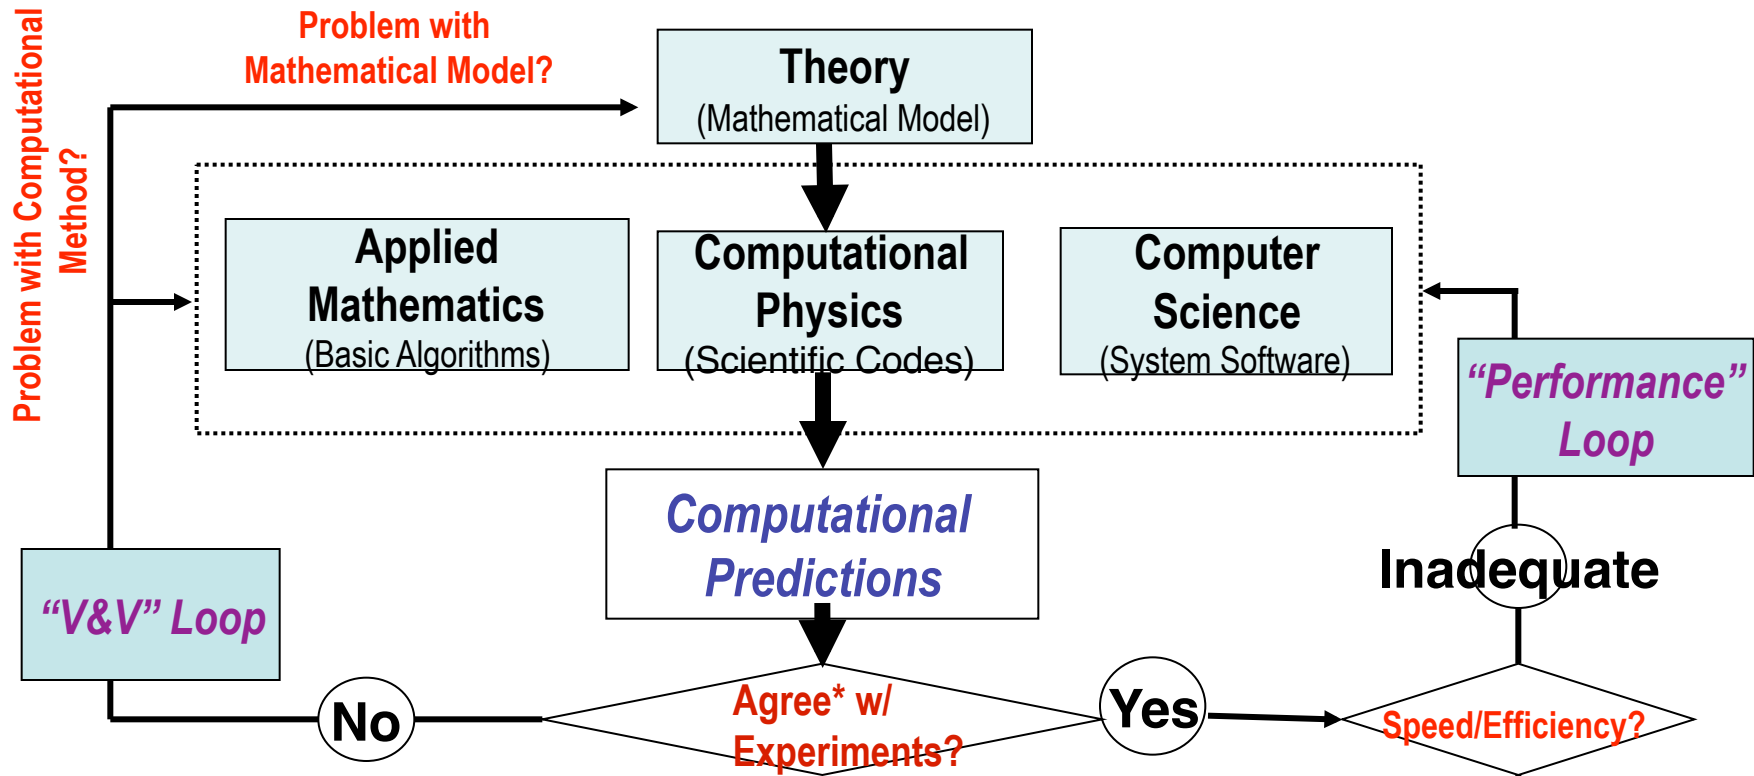 Problem with Computational
Method?
Problem with
Mathematical Model?
Theory
(Mathematical Model)
Applied
Mathematics
(Basic Algorithms)
Computational
Physics
(Scientific Codes)
Computer
Science
(System Software)
“Performance”
Loop
Computational
Predictions
Inadequate
“V&V” Loop
No
Agree* w/
Experiments?
Yes
Speed/Efficiency?